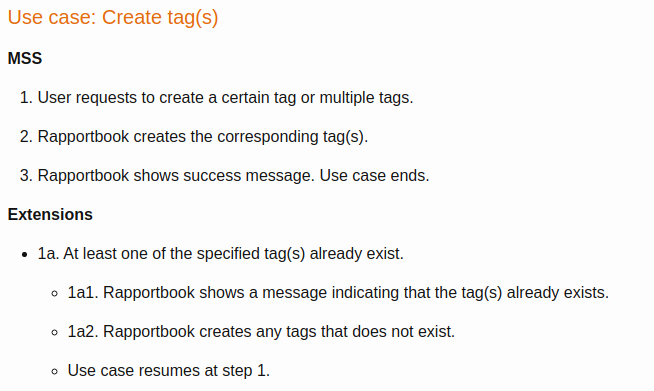 Use case: Create tag(s)
MSS
1. User requests to create a certain tag or multiple tags.
2. Rapportbook creates the corresponding tag(s).
3. Rapportbook shows success message. Use case ends.
Extensions
• 1a. At least one of the specified tag(s) already exist.
◦ 1a1. Rapportbook shows a message indicating that the tag(s) already exists.
◦ 1a2. Rapportbook creates any tags that does not exist.
◦ Use case resumes at step 1.